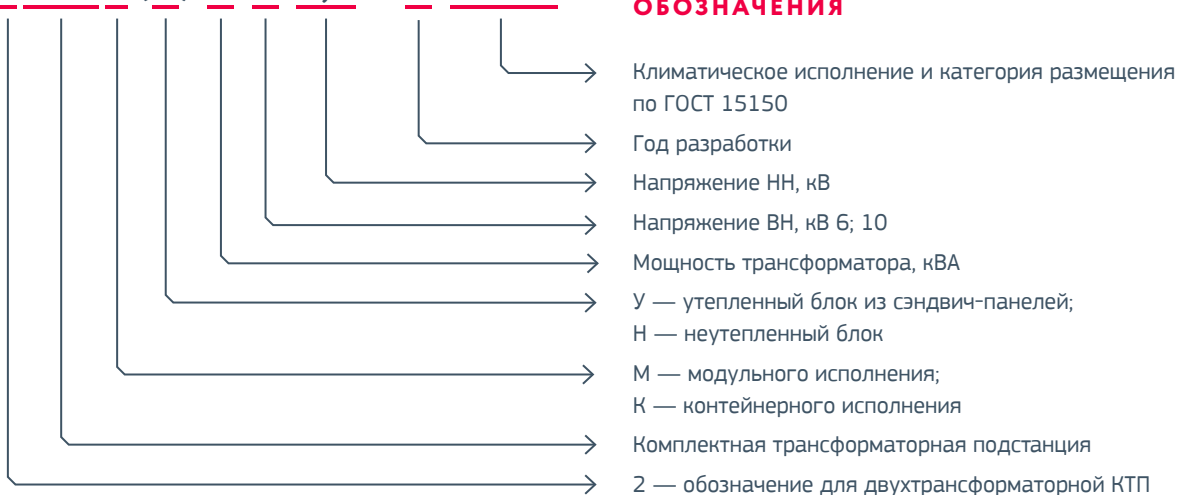 ОБОЗНАЧЕНИЯ
Климатическое исполнение и категория размещения
по ГОСТ 15150
Год разработки
Напряжение НН, кВ
Напряжение ВН, кВ 6; 10
Мощность трансформатора, кВА
У — утепленный блок из сэндвич-панелей;
Н — неутепленный блок
М — модульного исполнения;
К — контейнерного исполнения
Комплектная трансформаторная подстанция
2 — обозначение для двухтрансформаторной КТП